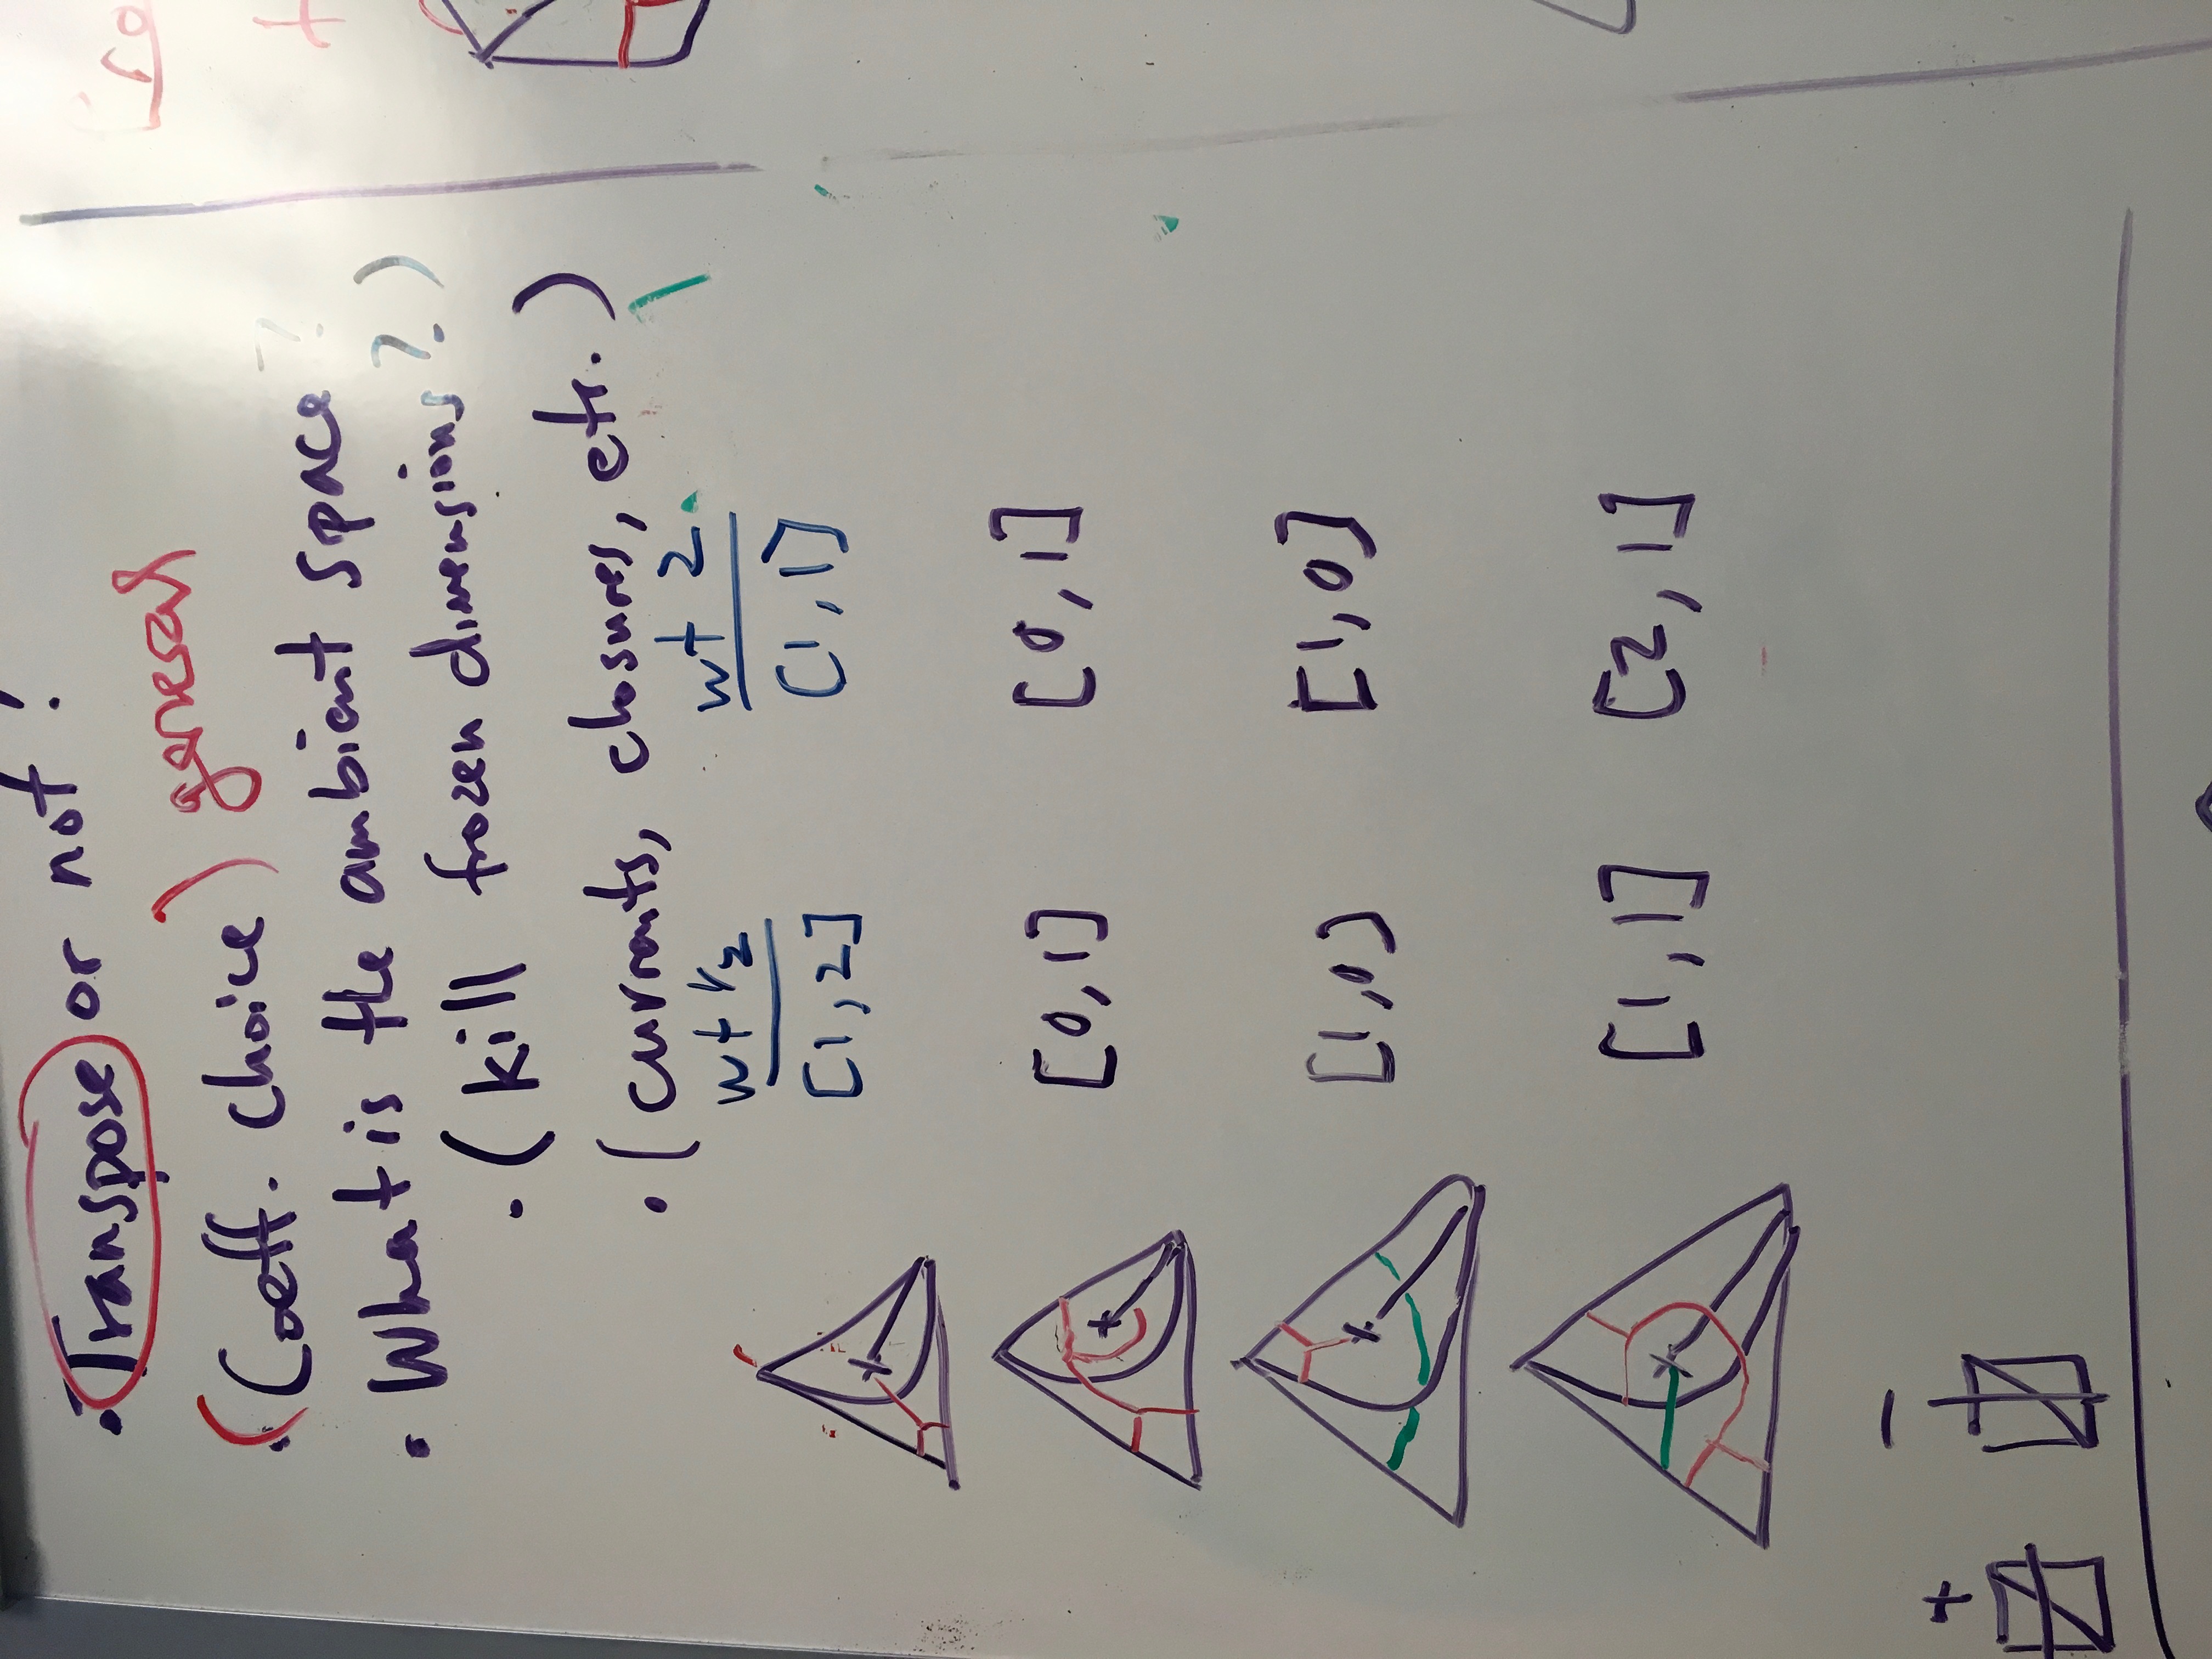 • Transpose or not?
• (Coeff. choice) general
• What is the ambient space?
• (kill frozen dimensions?)
• (currents, closures, etc.)
wt 1/2 wt 2
[1,2] [1,1]
[0,1] [0,1]
[1,0] [1,0]
[1,1] [2,1]
+ −